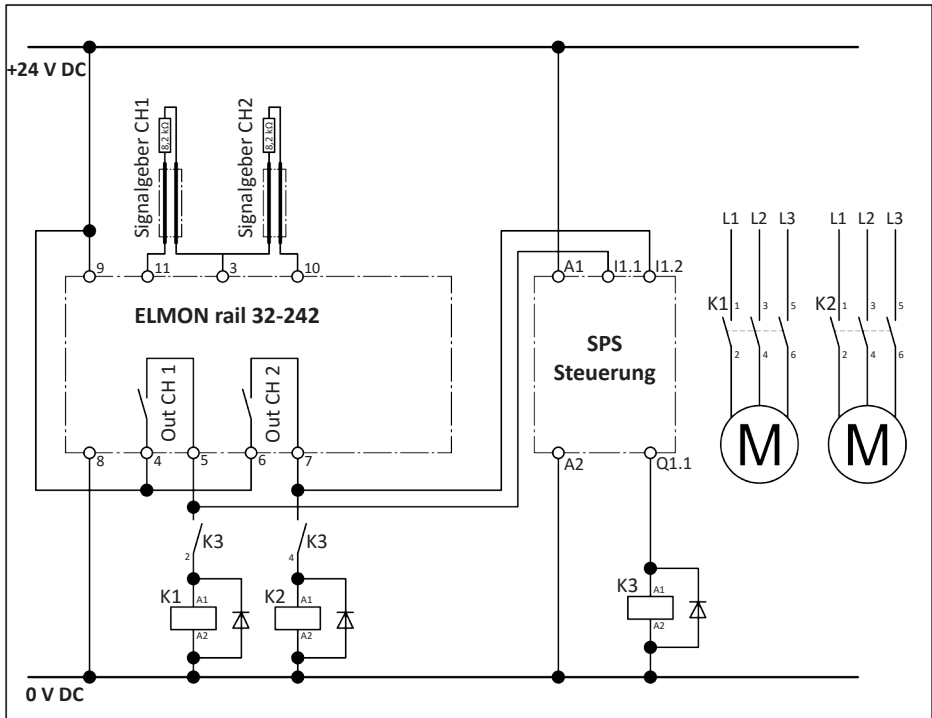 +24 V DC
Signalgeber CH1
8,2 kΩ
Signalgeber CH2
8,2 kΩ
9
11
3
10
ELMON rail 32-242
Out CH 1
Out CH 2
8
4
5
6
7
A1
I1.1
I1.2
SPS
Steuerung
A2
Q1.1
L1
L2
L3
L1
L2
L3
K1
1
3
5
2
4
6
K2
1
3
5
2
4
6
M
M
K3
2
K3
4
K1
A1
A2
K2
A1
A2
K3
A1
A2
0 V DC